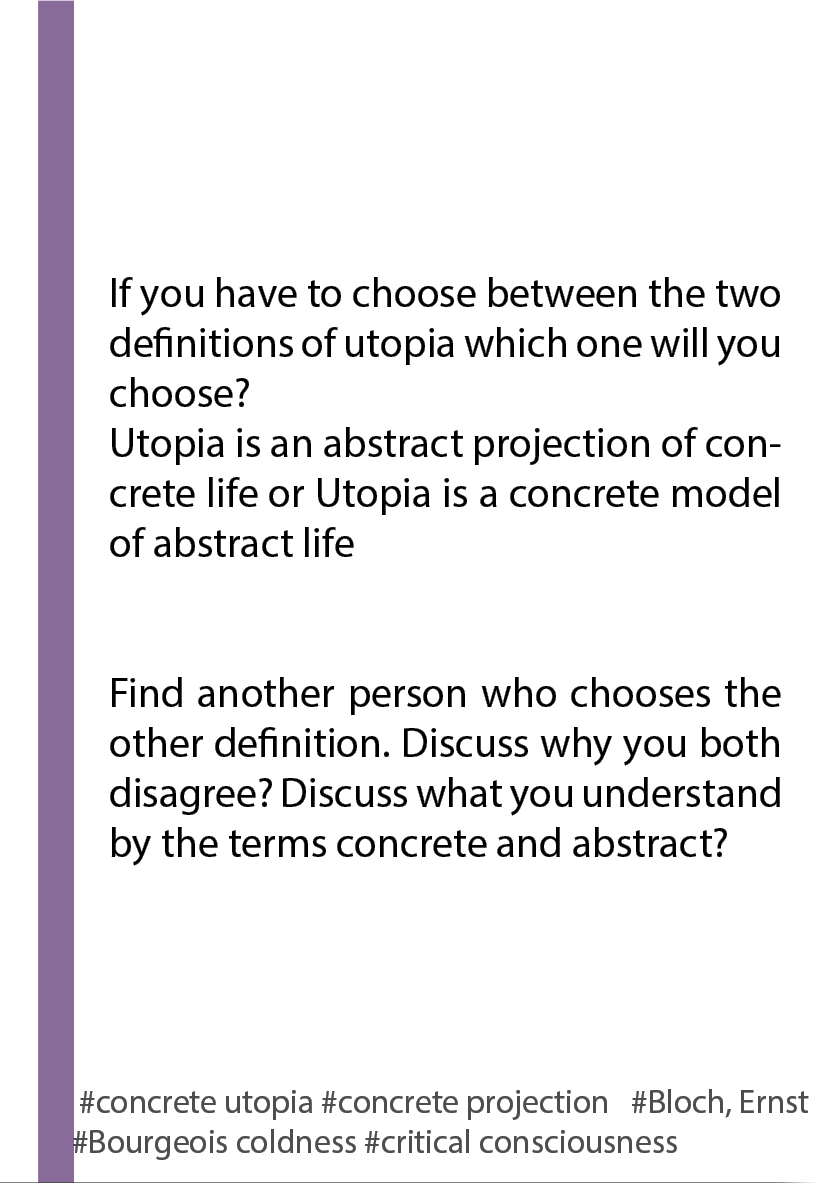 If you have to choose between the two
definitions of utopia which one will you
choose?
Utopia is an abstract projection of con-
crete life or Utopia is a concrete model
of abstract life
Find another person who chooses the
other definition. Discuss why you both
disagree? Discuss what you understand
by the terms concrete and abstract?
#concrete utopia #concrete projection #Bloch, Ernst
#Bourgeois coldness #critical consciousness